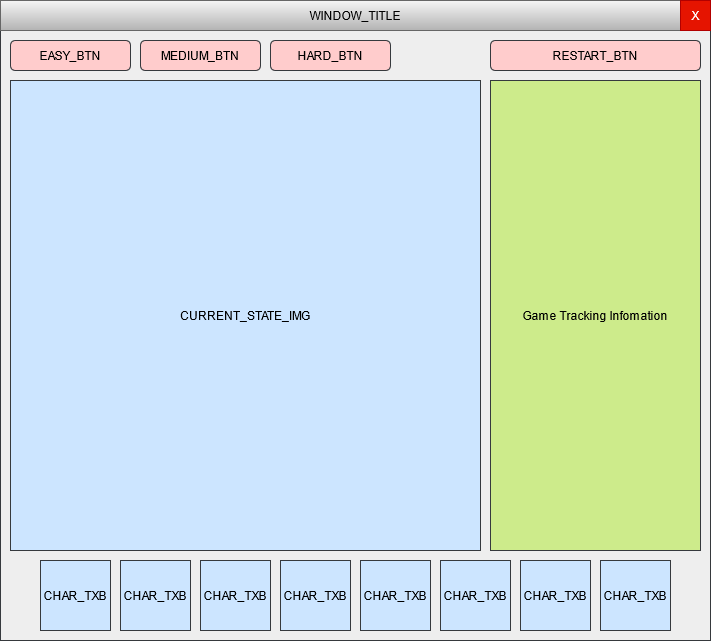 WINDOW_TITLE
X
EASY_BTN
MEDIUM_BTN
HARD_BTN
RESTART_BTN
CURRENT_STATE_IMG
Game Tracking Infomation
CHAR_TXB
CHAR_TXB
CHAR_TXB
CHAR_TXB
CHAR_TXB
CHAR_TXB
CHAR_TXB
CHAR_TXB